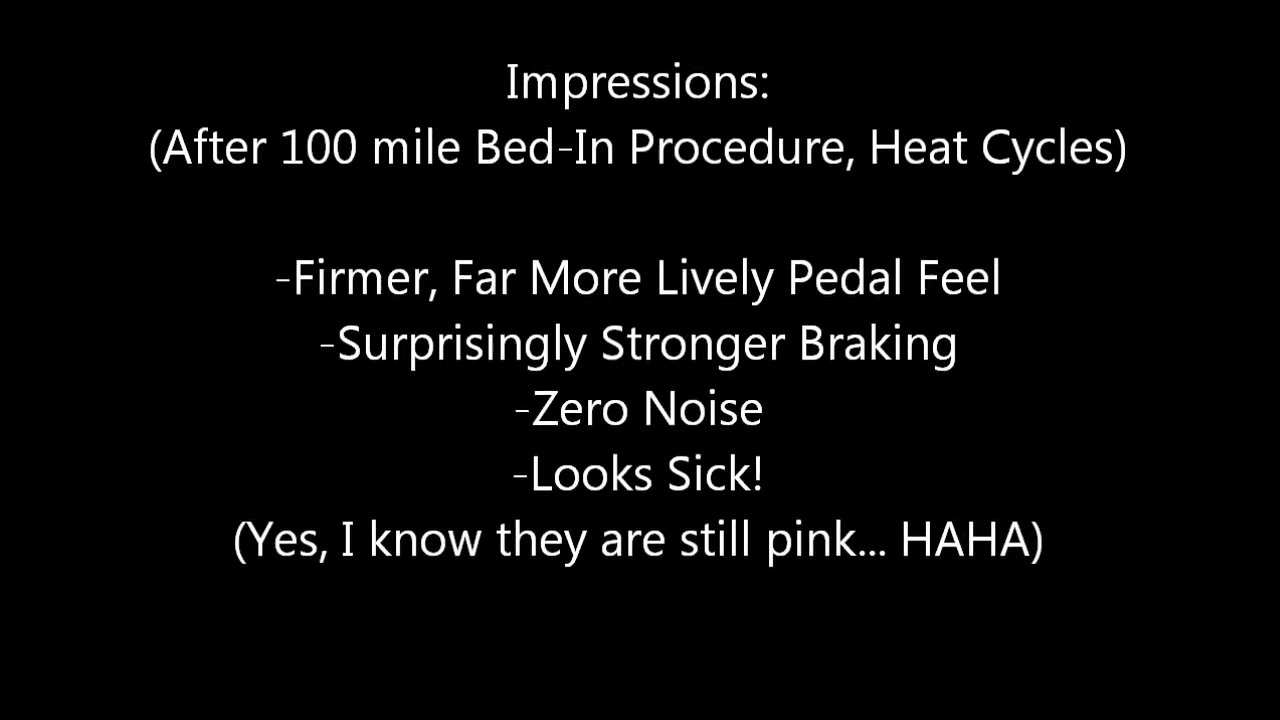 Impressions:
(After 100 mile Bed-In Procedure, Heat Cycles)
-Firmer, Far More Lively Pedal Feel
-Surprisingly Stronger Braking
-Zero Noise
-Looks Sick!
(Yes, I know they are still pink... HAHA)